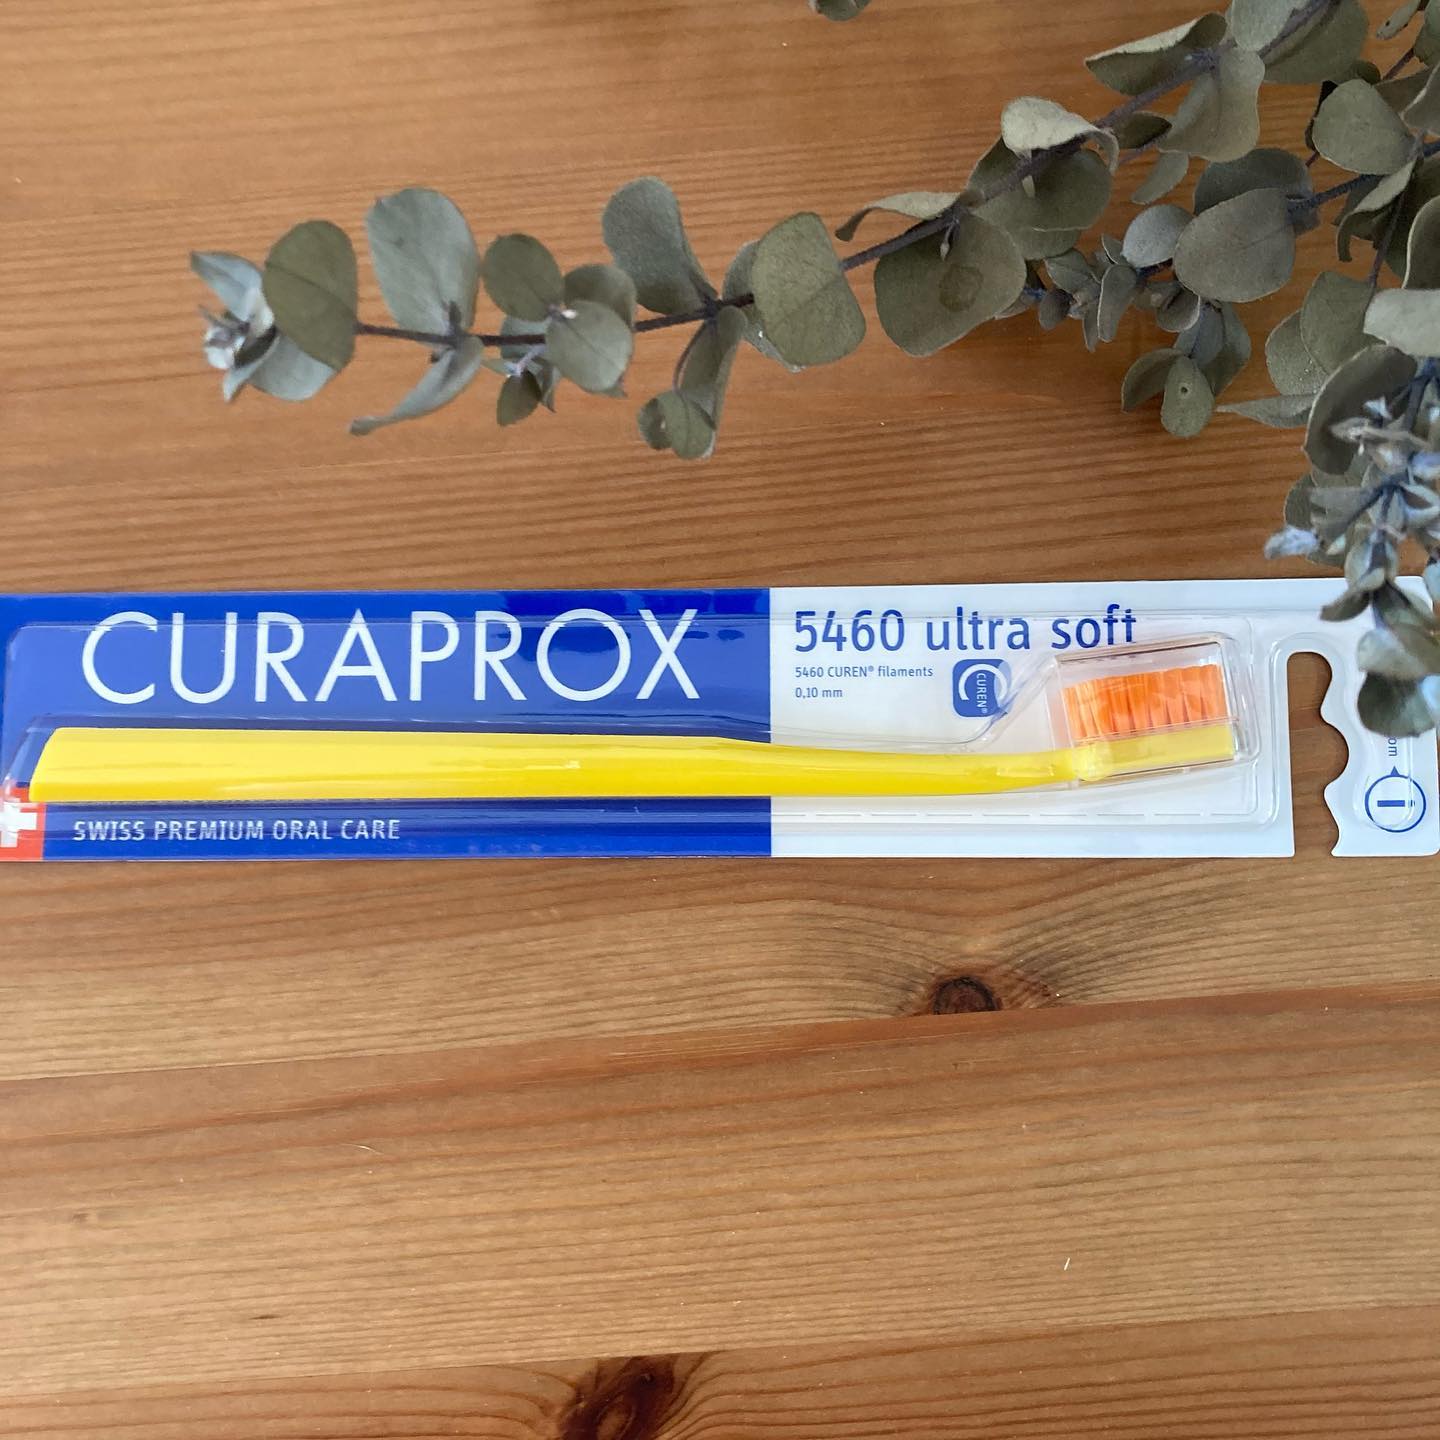 CURAPROX
SWISS PREMIUM ORAL CARE
5460 ultra soft
5460 CUREN® filaments
0,10 mm
CUREN®